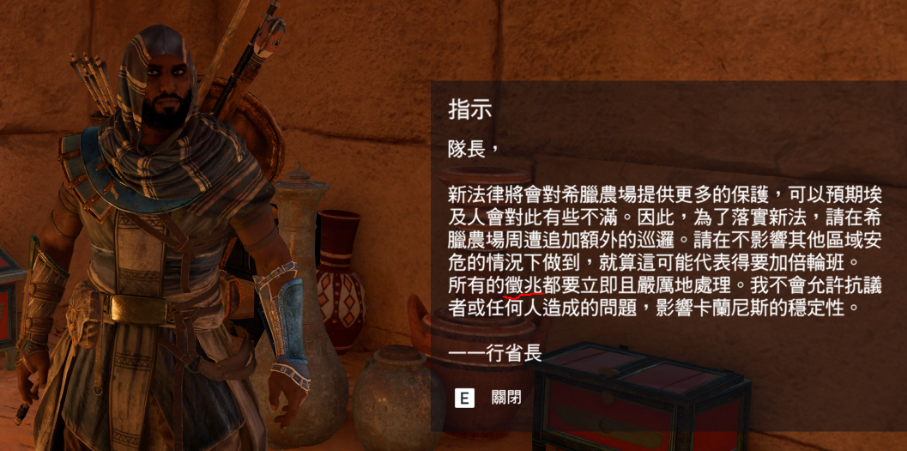 指示
隊長，
新法律將會對希臘農場提供更多的保護，可以預期埃
及人會對此有些不滿。因此，為了落實新法，請在希
臘農場周遭追加額外的巡邏。請在不影響其他區域安
危的情況下做到，就算這可能代表得要加倍輪班。
所有的徵兆都要立即且嚴厲地處理。我不會允許抗議
者或任何人造成的問題，影響卡蘭尼斯的穩定性。
——行省長
E 關閉